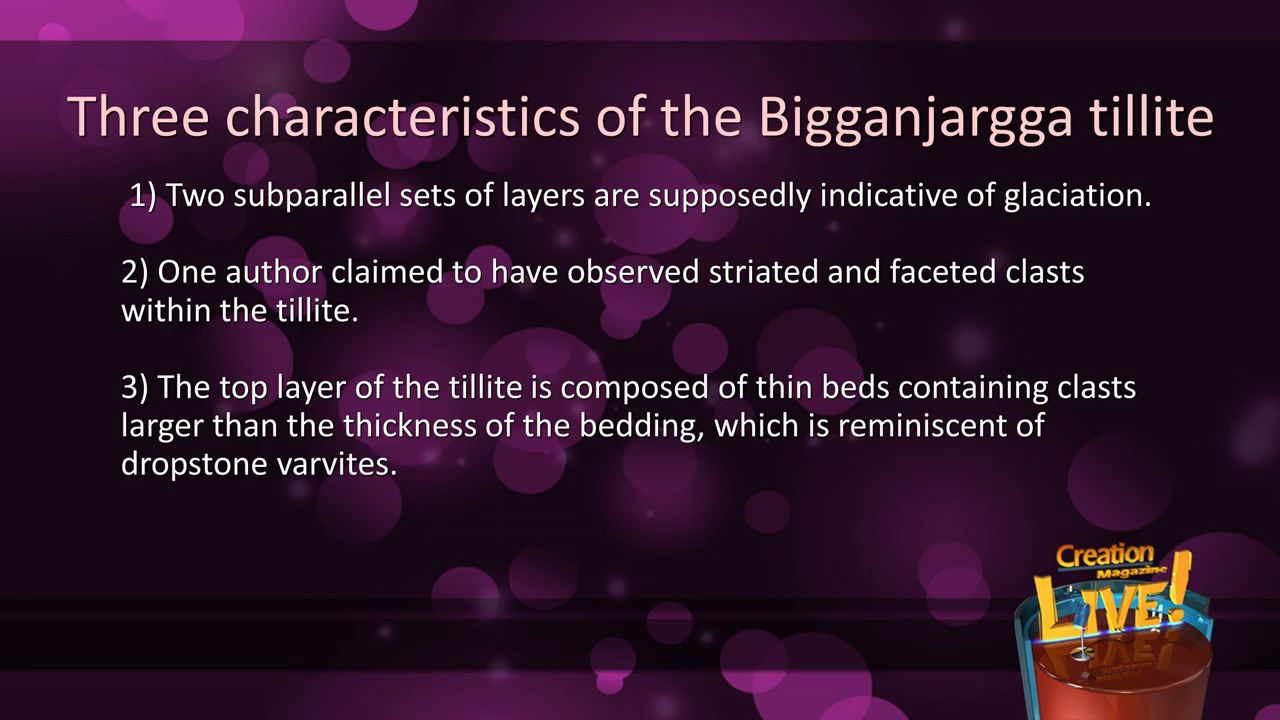 Three characteristics of the Bigganjargga tillite
1) Two subparallel sets of layers are supposedly indicative of glaciation.
2) One author claimed to have observed striated and faceted clasts
within the tillite.
3) The top layer of the tillite is composed of thin beds containing clasts
larger than the thickness of the bedding, which is reminiscent of
dropstone varvites.
Creation
Magazine
LIVE!